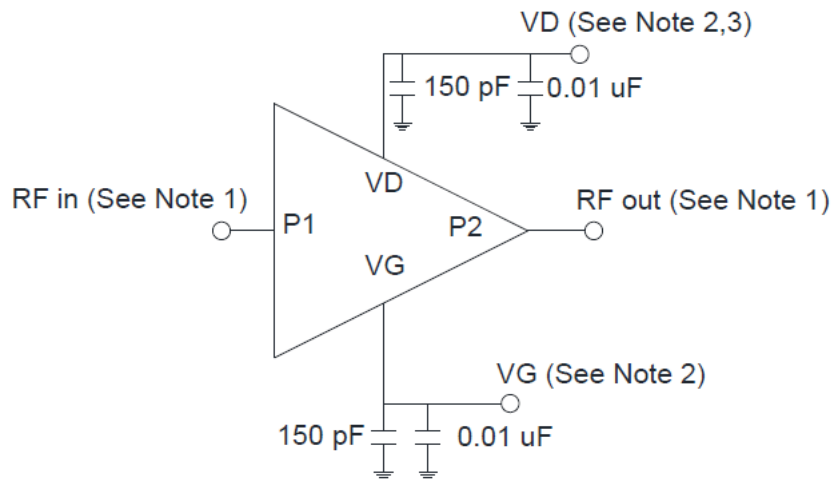 VD (See Note 2,3)
150 pF
0.01 uF
RF in (See Note 1)
VD
RF out (See Note 1)
P1
P2
VG
VG (See Note 2)
150 pF
0.01 uF